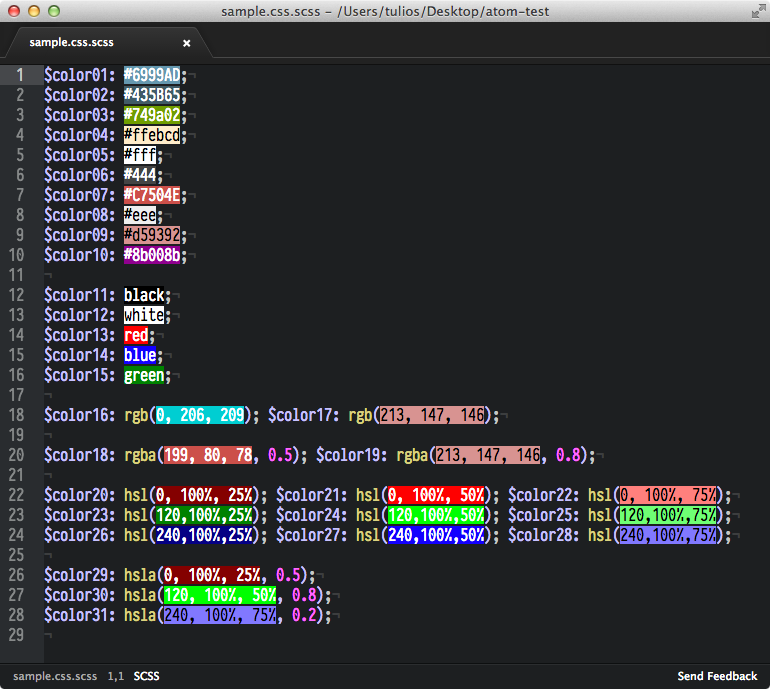 sample.css.scss – /Users/tulios/Desktop/atom-test
sample.css.scss ×
1 $color01: #6999AD;¬
2 $color02: #435B65;¬
3 $color03: #749a02;¬
4 $color04: #ffebcd;¬
5 $color05: #fff;¬
6 $color06: #444;¬
7 $color07: #C7504E;¬
8 $color08: #eee;¬
9 $color09: #d59392;¬
10 $color10: #8b008b;¬
11 ¬
12 $color11: black;¬
13 $color12: white;¬
14 $color13: red;¬
15 $color14: blue;¬
16 $color15: green;¬
17 ¬
18 $color16: rgb(0, 206, 209); $color17: rgb(213, 147, 146);¬
19 ¬
20 $color18: rgba(199, 80, 78, 0.5); $color19: rgba(213, 147, 146, 0.8);¬
21 ¬
22 $color20: hsl(0, 100%, 25%); $color21: hsl(0, 100%, 50%); $color22: hsl(0, 100%, 75%);¬
23 $color23: hsl(120,100%,25%); $color24: hsl(120,100%,50%); $color25: hsl(120,100%,75%);¬
24 $color26: hsl(240,100%,25%); $color27: hsl(240,100%,50%); $color28: hsl(240,100%,75%);¬
25 ¬
26 $color29: hsla(0, 100%, 25%, 0.5);¬
27 $color30: hsla(120, 100%, 50%, 0.8);¬
28 $color31: hsla(240, 100%, 75%, 0.2);¬
29 ¬
sample.css.scss 1,1 SCSS Send Feedback